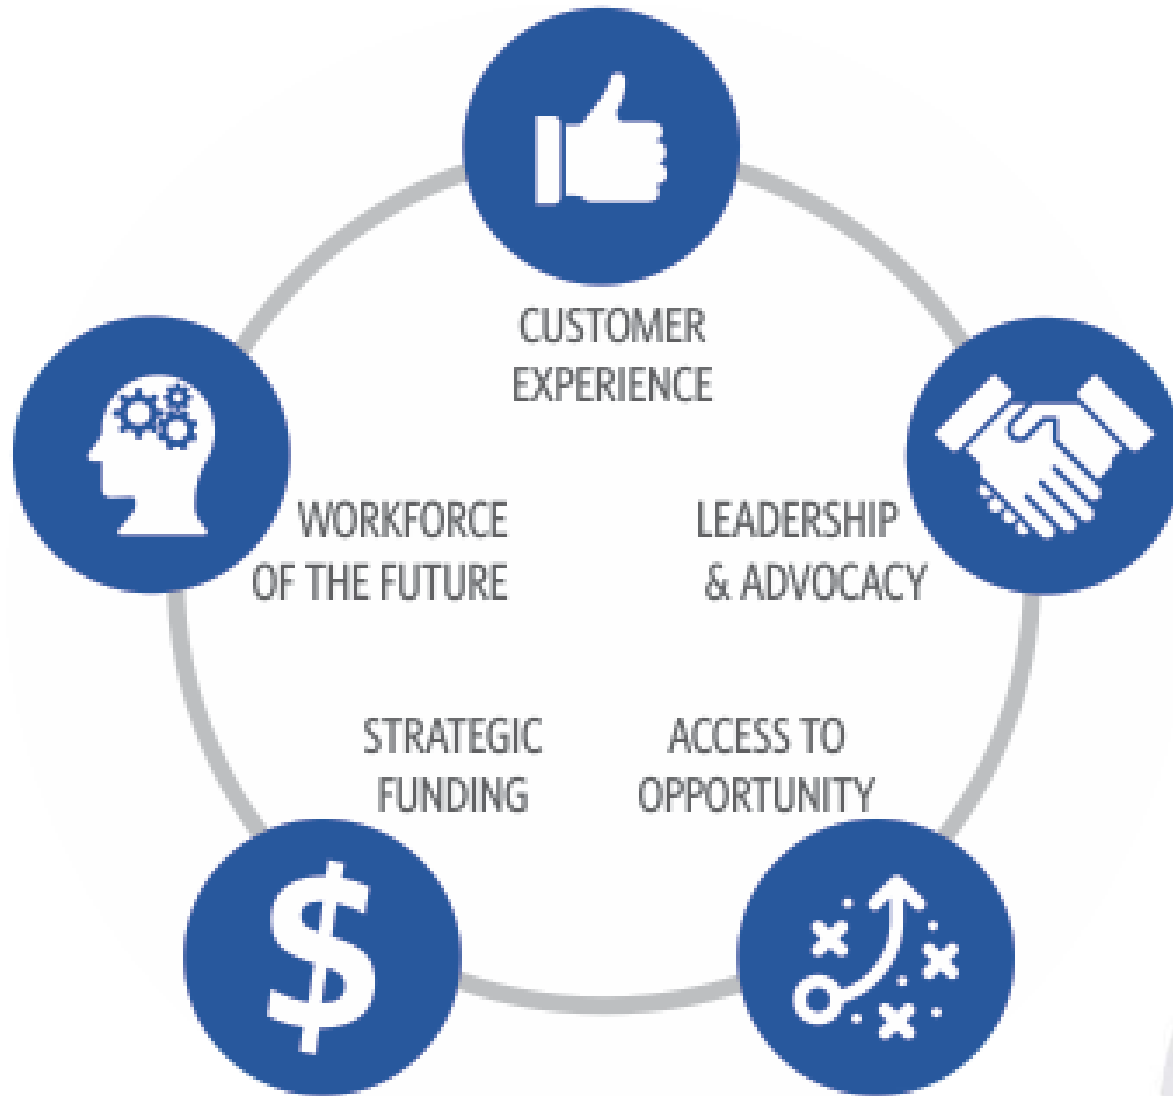 CUSTOMER
EXPERIENCE
LEADERSHIP
& ADVOCACY
ACCESS TO
OPPORTUNITY
STRATEGIC
FUNDING
$
WORKFORCE
OF THE FUTURE